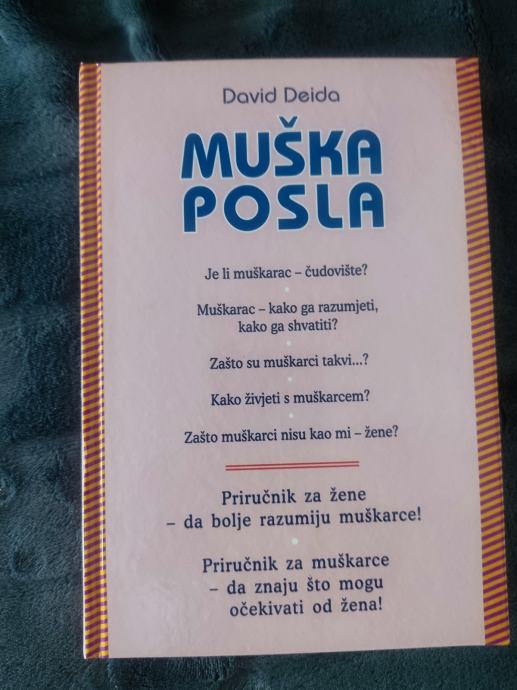 David Deida
MUŠKA
POSLA
Je li muškarac – čudovište?
Muškarac – kako ga razumjeti,
kako ga shvatiti?
Zašto su muškarci takvi...?
Kako živjeti s muškarcem?
Zašto muškarci nisu kao mi – žene?
Priručnik za žene
– da bolje razumiju muškarce!
Priručnik za muškarce
– da znaju što mogu
očekivati od žena!